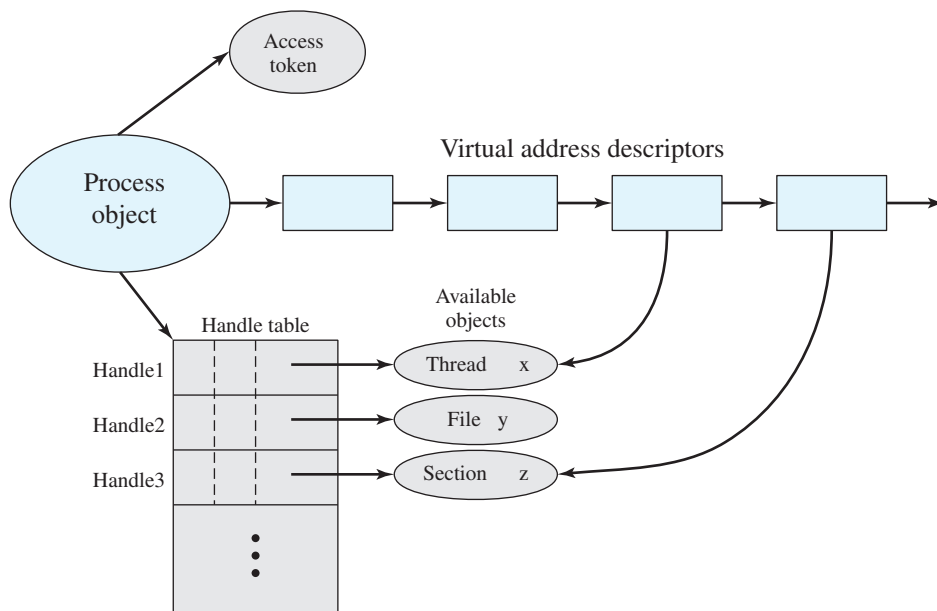 Access
token
Virtual address descriptors
Process
object
Available
objects
Handle table
Handle1
Thread x
Handle2
File y
Handle3
Section z